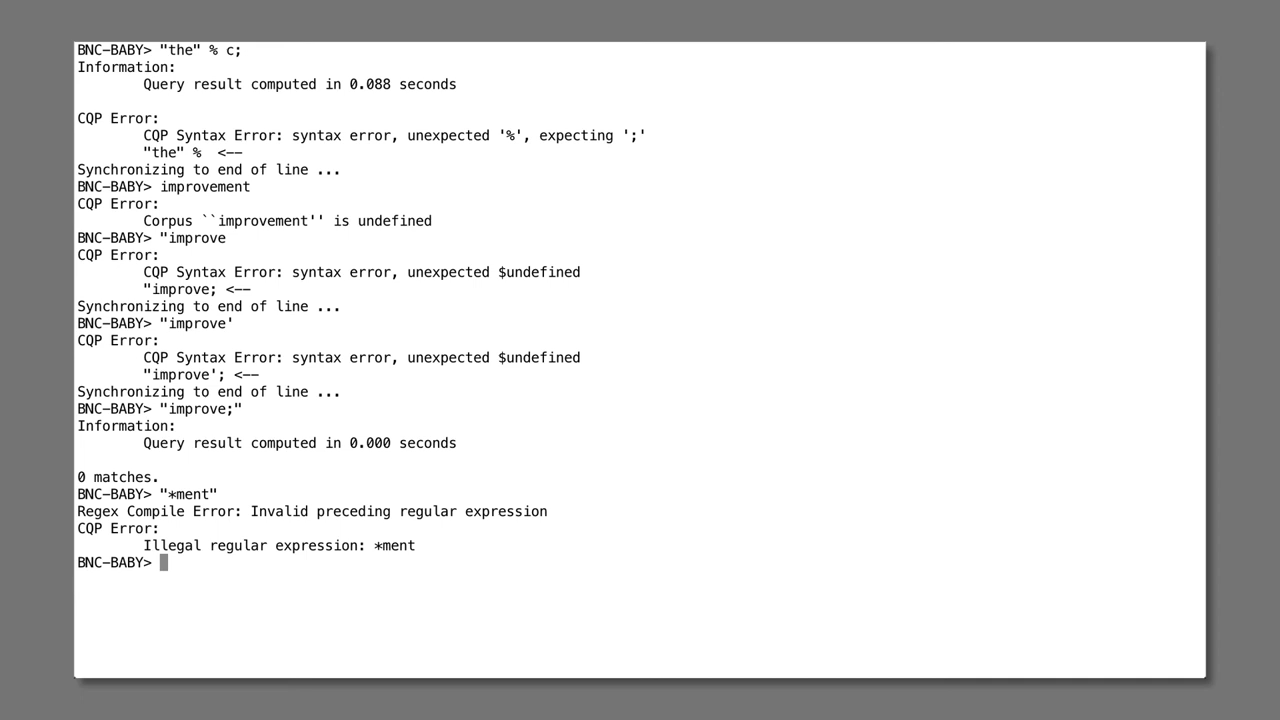 BNC-BABY> "the" % c;
Information:
Query result computed in 0.088 seconds
CQP Error:
CQP Syntax Error: syntax error, unexpected '%', expecting ';'
"the" %  <--
Synchronizing to end of line ...
BNC-BABY> improvement
CQP Error:
Corpus ``improvement'' is undefined
BNC-BABY> "improve
CQP Error:
CQP Syntax Error: syntax error, unexpected $undefined
"improve; <--
Synchronizing to end of line ...
BNC-BABY> "improve'
CQP Error:
CQP Syntax Error: syntax error, unexpected $undefined
"improve'; <--
Synchronizing to end of line ...
BNC-BABY> "improve;"
Information:
Query result computed in 0.000 seconds
0 matches.
BNC-BABY> "*ment"
Regex Compile Error: Invalid preceding regular expression
CQP Error:
Illegal regular expression: *ment
BNC-BABY>